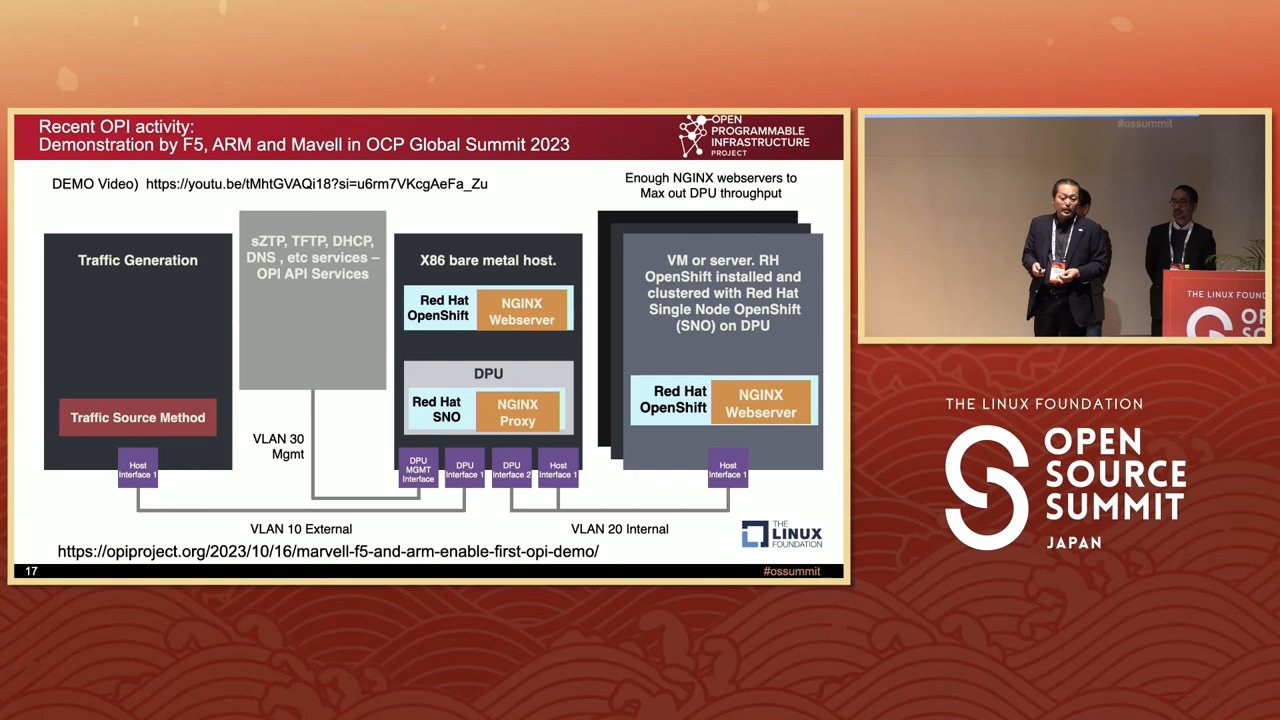 Recent OPI activity:
Demonstration by F5, ARM and Mavell in OCP Global Summit 2023
OPEN
PROGRAMMABLE
INFRASTRUCTURE
PROJECT
DEMO Video) https://youtu.be/tMhtGVAQi18?si=u6rm7VKcgAeFa_Zu
Enough NGINX webservers to
Max out DPU throughput
Traffic Generation
Traffic Source Method
Host
Interface 1
sZTP, TFTP, DHCP,
DNS , etc services –
OPI API Services
VLAN 30
Mgmt
X86 bare metal host.
Red Hat
OpenShift
NGINX
Webserver
DPU
Red Hat
SNO
NGINX
Proxy
DPU
MGMT
Interface
DPU
Interface 1
DPU
Interface 2
Host
Interface 1
VM or server. RH
OpenShift installed and
clustered with Red Hat
Single Node OpenShift
(SNO) on DPU
Red Hat
OpenShift
NGINX
Webserver
Host
Interface 1
VLAN 10 External
VLAN 20 Internal
https://opiproject.org/2023/10/16/marvell-f5-and-arm-enable-first-opi-demo/
THE
LINUX
FOUNDATION
17
#ossummit
#ossummit
THE LINUX FOUND
OP
SO
THE LINUX FOUNDATION
OPEN
SOURCE
SUMMIT
JAPAN